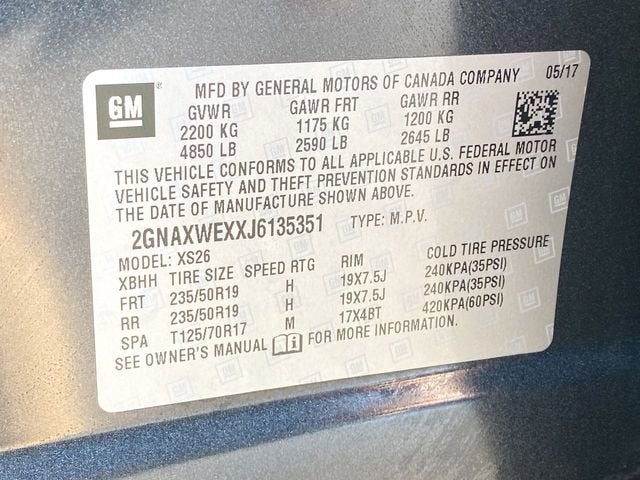 MFD BY GENERAL MOTORS OF CANADA COMPANY 05/17
GM
GVWR GAWR FRT GAWR RR
2200 KG 1175 KG 1200 KG
4850 LB 2590 LB 2645 LB
THIS VEHICLE CONFORMS TO ALL APPLICABLE U.S. FEDERAL MOTOR
VEHICLE SAFETY AND THEFT PREVENTION STANDARDS IN EFFECT ON
THE DATE OF MANUFACTURE SHOWN ABOVE.
2GNAXWEXXJ6135351 TYPE: M.P.V.
MODEL: XS26
XBHH TIRE SIZE SPEED RTG RIM COLD TIRE PRESSURE
FRT 235/50R19 H 19X7.5J 240KPA(35PSI)
RR 235/50R19 H 19X7.5J 240KPA(35PSI)
SPA T125/70R17 M 17X4BT 420KPA(60PSI)
SEE OWNER'S MANUAL FOR MORE INFORMATION.